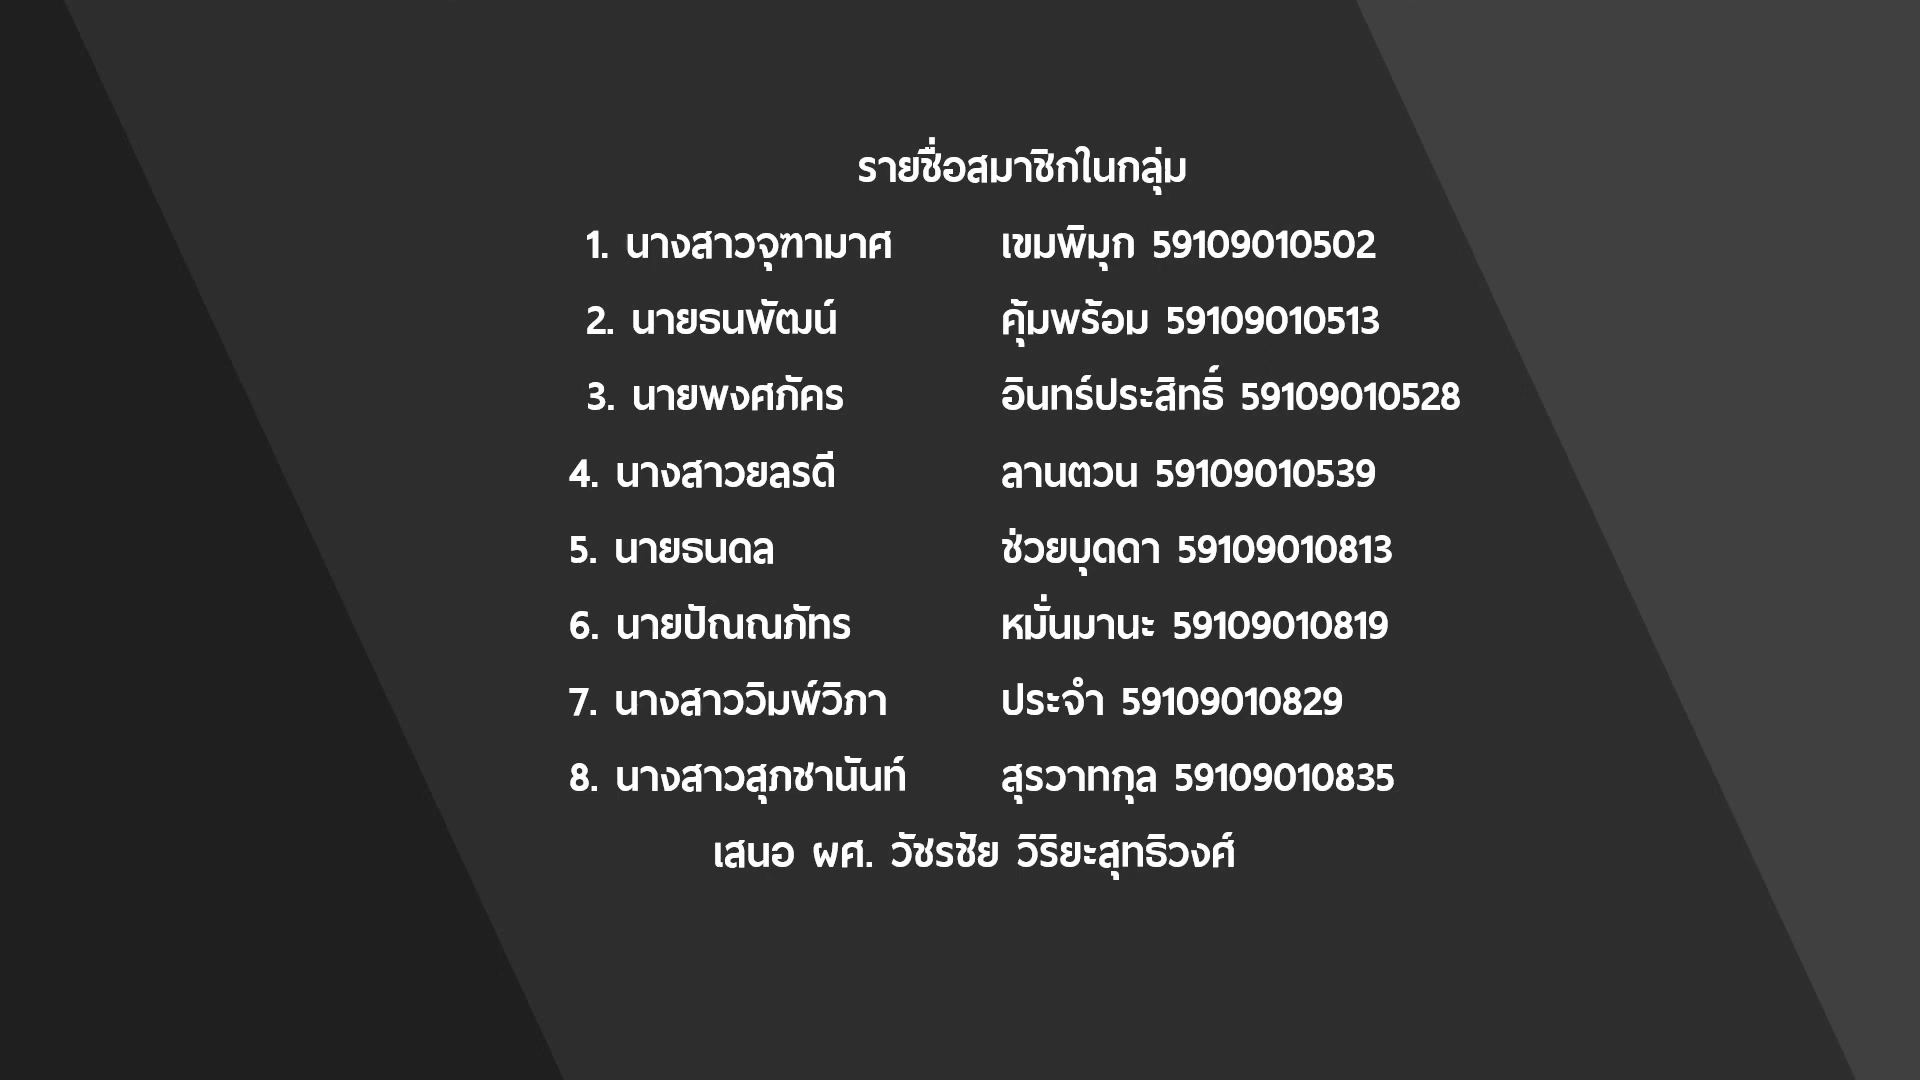 รายชื่อสมาชิกในกลุ่ม
1. นางสาวจุฑามาศ เขมพิมุก 59109010502
2. นายธนพัฒน์ คุ้มพร้อม 59109010513
3. นายพงศภัคร อินทร์ประสิทธิ์ 59109010528
4. นางสาวยลรดี ลานตวน 59109010539
5. นายธนดล ช่วยบุดดา 59109010813
6. นายปัณณภัทร หมั่นมานะ 59109010819
7. นางสาววิมพ์วิภา ประจำ 59109010829
8. นางสาวสุภชานันท์ สุรวาทกุล 59109010835
เสนอ ผศ. วัชรชัย วิริยะสุทธิวงศ์